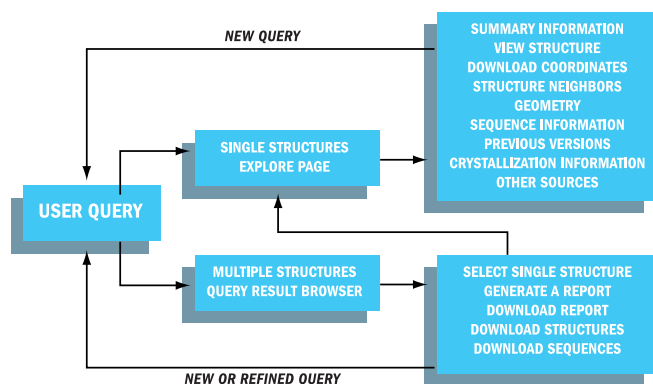 NEW QUERY
SUMMARY INFORMATION
VIEW STRUCTURE
DOWNLOAD COORDINATES
STRUCTURE NEIGHBORS
GEOMETRY
SEQUENCE INFORMATION
PREVIOUS VERSIONS
CRYSTALLIZATION INFORMATION
OTHER SOURCES
SINGLE STRUCTURES
EXPLORE PAGE
USER QUERY
MULTIPLE STRUCTURES
QUERY RESULT BROWSER
SELECT SINGLE STRUCTURE
GENERATE A REPORT
DOWNLOAD REPORT
DOWNLOAD STRUCTURES
DOWNLOAD SEQUENCES
NEW OR REFINED QUERY